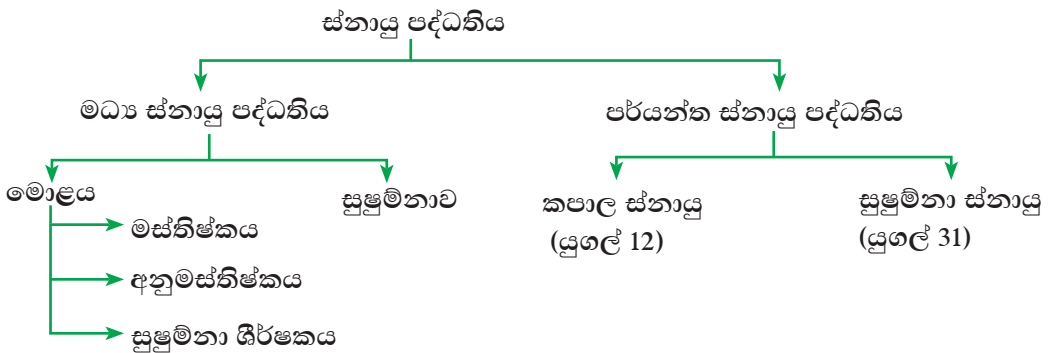 ස්නායු පද්ධතිය
මධ්‍ය ස්නායු පද්ධතිය
පර්යන්ත ස්නායු පද්ධතිය
මොළය
සුෂුම්නාව
කපාල ස්නායු
(යුගල් 12)
සුෂුම්නා ස්නායු
(යුගල් 31)
මස්තිෂ්කය
අනුමස්තිෂ්කය
සුෂුම්නා ශීර්ෂකය